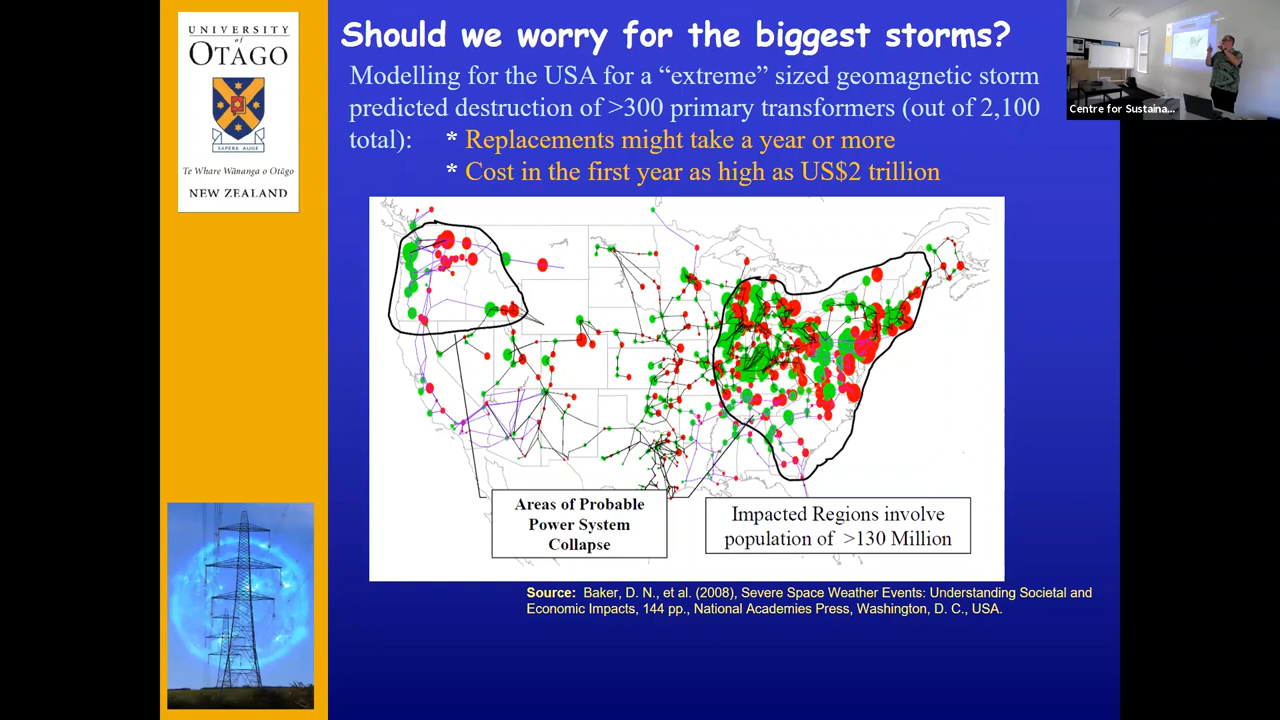 UNIVERSITY
of
OTAGO
SAPERE AUDE
Te Whare Wānanga o Otāgo
NEW ZEALAND
Should we worry for the biggest storms?
Modelling for the USA for a “extreme” sized geomagnetic storm
predicted destruction of >300 primary transformers (out of 2,100
total): * Replacements might take a year or more
* Cost in the first year as high as US$2 trillion
Centre for Sustaina...
Areas of Probable
Power System
Collapse
Impacted Regions involve
population of >130 Million
Source: Baker, D. N., et al. (2008), Severe Space Weather Events: Understanding Societal and
Economic Impacts, 144 pp., National Academies Press, Washington, D. C., USA.